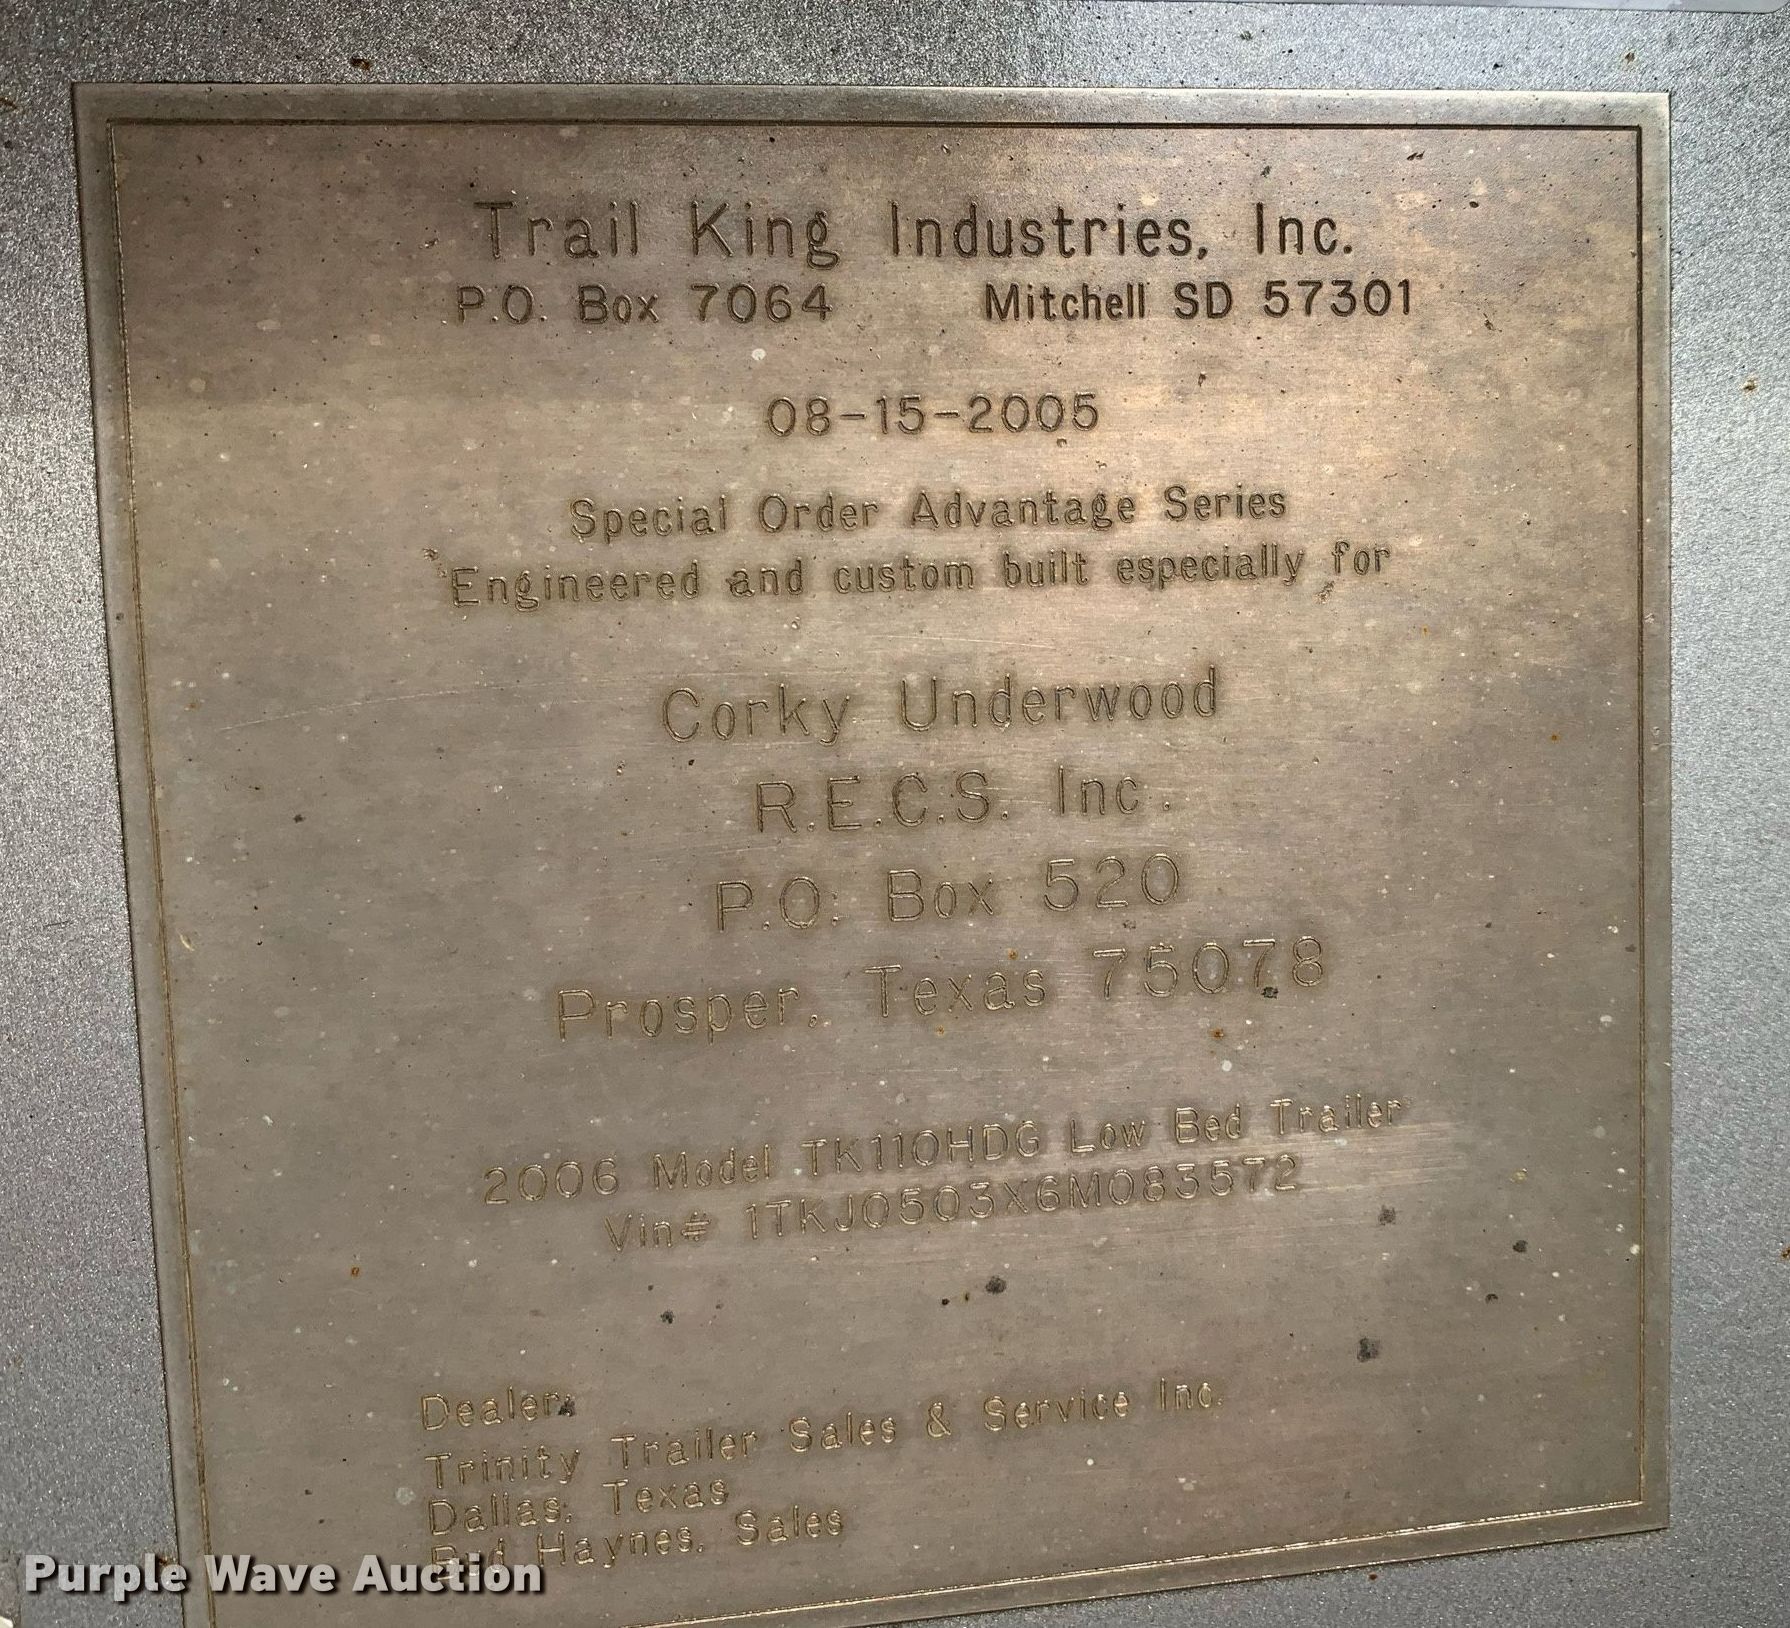 Trail King Industries, Inc.
P.O. Box 7064 Mitchell SD 57301
08-15-2005
Special Order Advantage Series
Engineered and custom built especially for
Corky Underwood
R.E.C.S. Inc.
P.O. Box 520
Prosper, Texas 75078
2006 Model TK110HDG Low Bed Trailer
Vin# 1TKJ0503X6M083572
Dealer:
Trinity Trailer Sales & Service Inc.
Dallas, Texas
Haynes, Sales
Purple Wave Auction